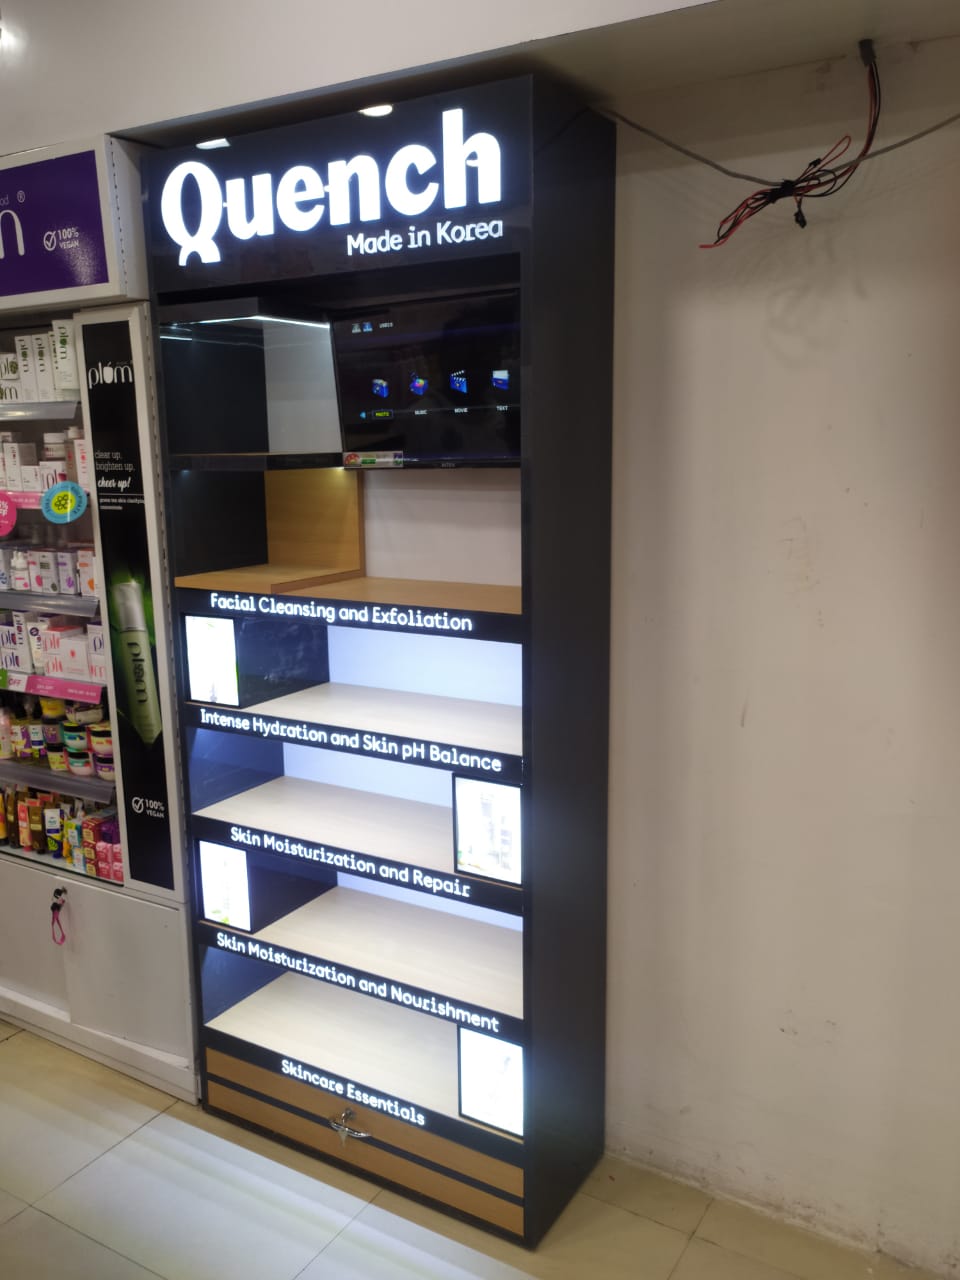 Quench
Made in Korea
®
100%
VEGAN
plum
clear up,
brighten up,
cheer up!
plum
100%
VEGAN
OFF
PHOTO
MUSIC
MOVIE
TEXT
Facial Cleansing and Exfoliation
Intense Hydration and Skin pH Balance
Skin Moisturization and Repair
Skin Moisturization and Nourishment
Skincare Essentials